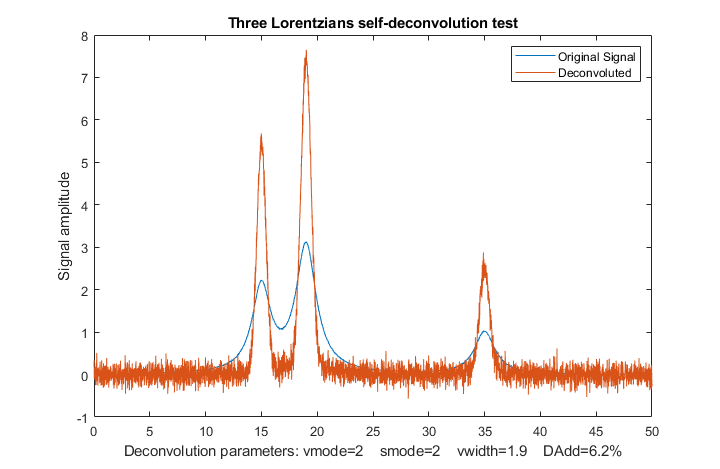 Three Lorentzians self-deconvolution test
Original Signal
Deconvoluted
8
7
6
5
4
3
2
1
0
-1
Signal amplitude
0 5 10 15 20 25 30 35 40 45 50
Deconvolution parameters: vmode=2 smode=2 vwidth=1.9 DAdd=6.2%